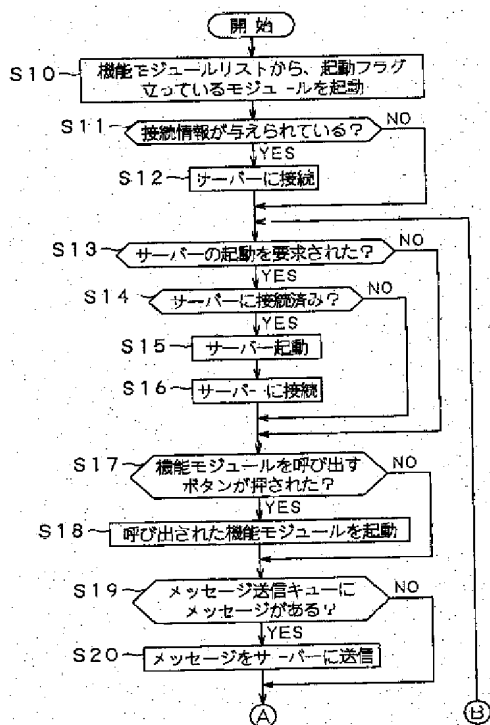 開始
S10
機能モジュールリストから、起動フラグ
立っているモジュールを起動
S11
接続情報が与えられている?
NO
YES
S12
サーバーに接続
S13
サーバーの起動を要求された?
NO
YES
S14
サーバーに接続済み?
NO
YES
S15
サーバー起動
S16
サーバーに接続
S17
機能モジュールを呼び出す
ボタンが押された?
NO
YES
S18
呼び出された機能モジュールを起動
S19
メッセージ送信キューに
メッセージがある?
NO
YES
S20
メッセージをサーバーに送信
A
B